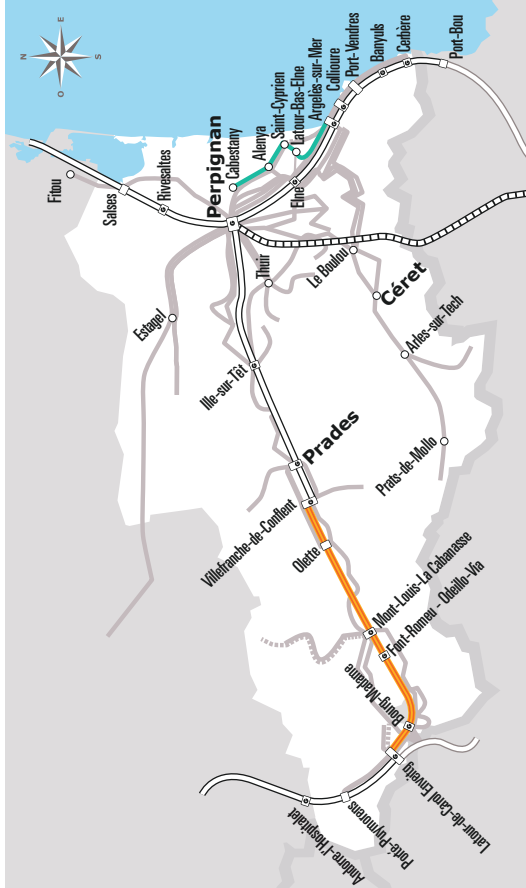 N
S
E
O
Fitou
Salses
Rivesaltes
Perpignan
Cabestany
Alenya
Saint-Cyprien
Latour-Bas-Elne
Argelès-sur-Mer
Collioure
Port-Vendres
Banyuls
Cerbère
Port-Bou
Elne
Thuir
Le Boulou
Céret
Arles-sur-Tech
Prats-de-Mollo
Estagel
Ille-sur-Têt
Prades
Villefranche-de-Conflent
Olette
Mont-Louis-La Cabanasse
Font-Romeu - Odeillo-Via
Bourg-Madame
Latour-de-Carol Enveitg
Porté-Puymorens
Andorre-l'Hospitalet